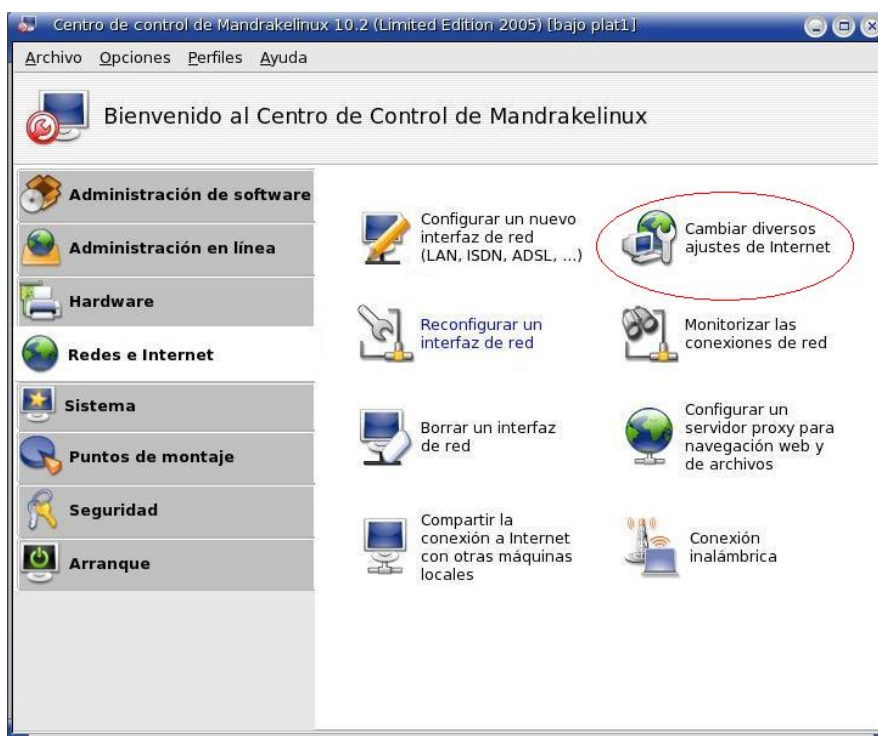 Centro de control de Mandrakelinux 10.2 (Limited Edition 2005) [bajo plat1]
Archivo Opciones Perfiles Ayuda
Bienvenido al Centro de Control de Mandrakelinux
Administración de software
Administración en línea
Hardware
Redes e Internet
Sistema
Puntos de montaje
Seguridad
Arranque
Configurar un nuevo
interfaz de red
(LAN, ISDN, ADSL, ...)
Cambiar diversos
ajustes de Internet
Reconfigurar un
interfaz de red
Monitorizar las
conexiones de red
Borrar un interfaz
de red
Configurar un
servidor proxy para
navegación web y
de archivos
Compartir la
conexión a Internet
con otras máquinas
locales
Conexión
inalámbrica